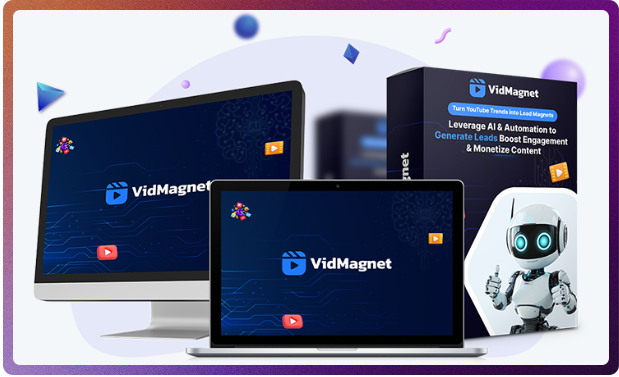 VidMagnet
VidMagnet
VidMagnet
Turn YouTube Trends into Lead Magnets
Leverage AI & Automation to
Generate Leads Boost Engagement
& Monetize Content